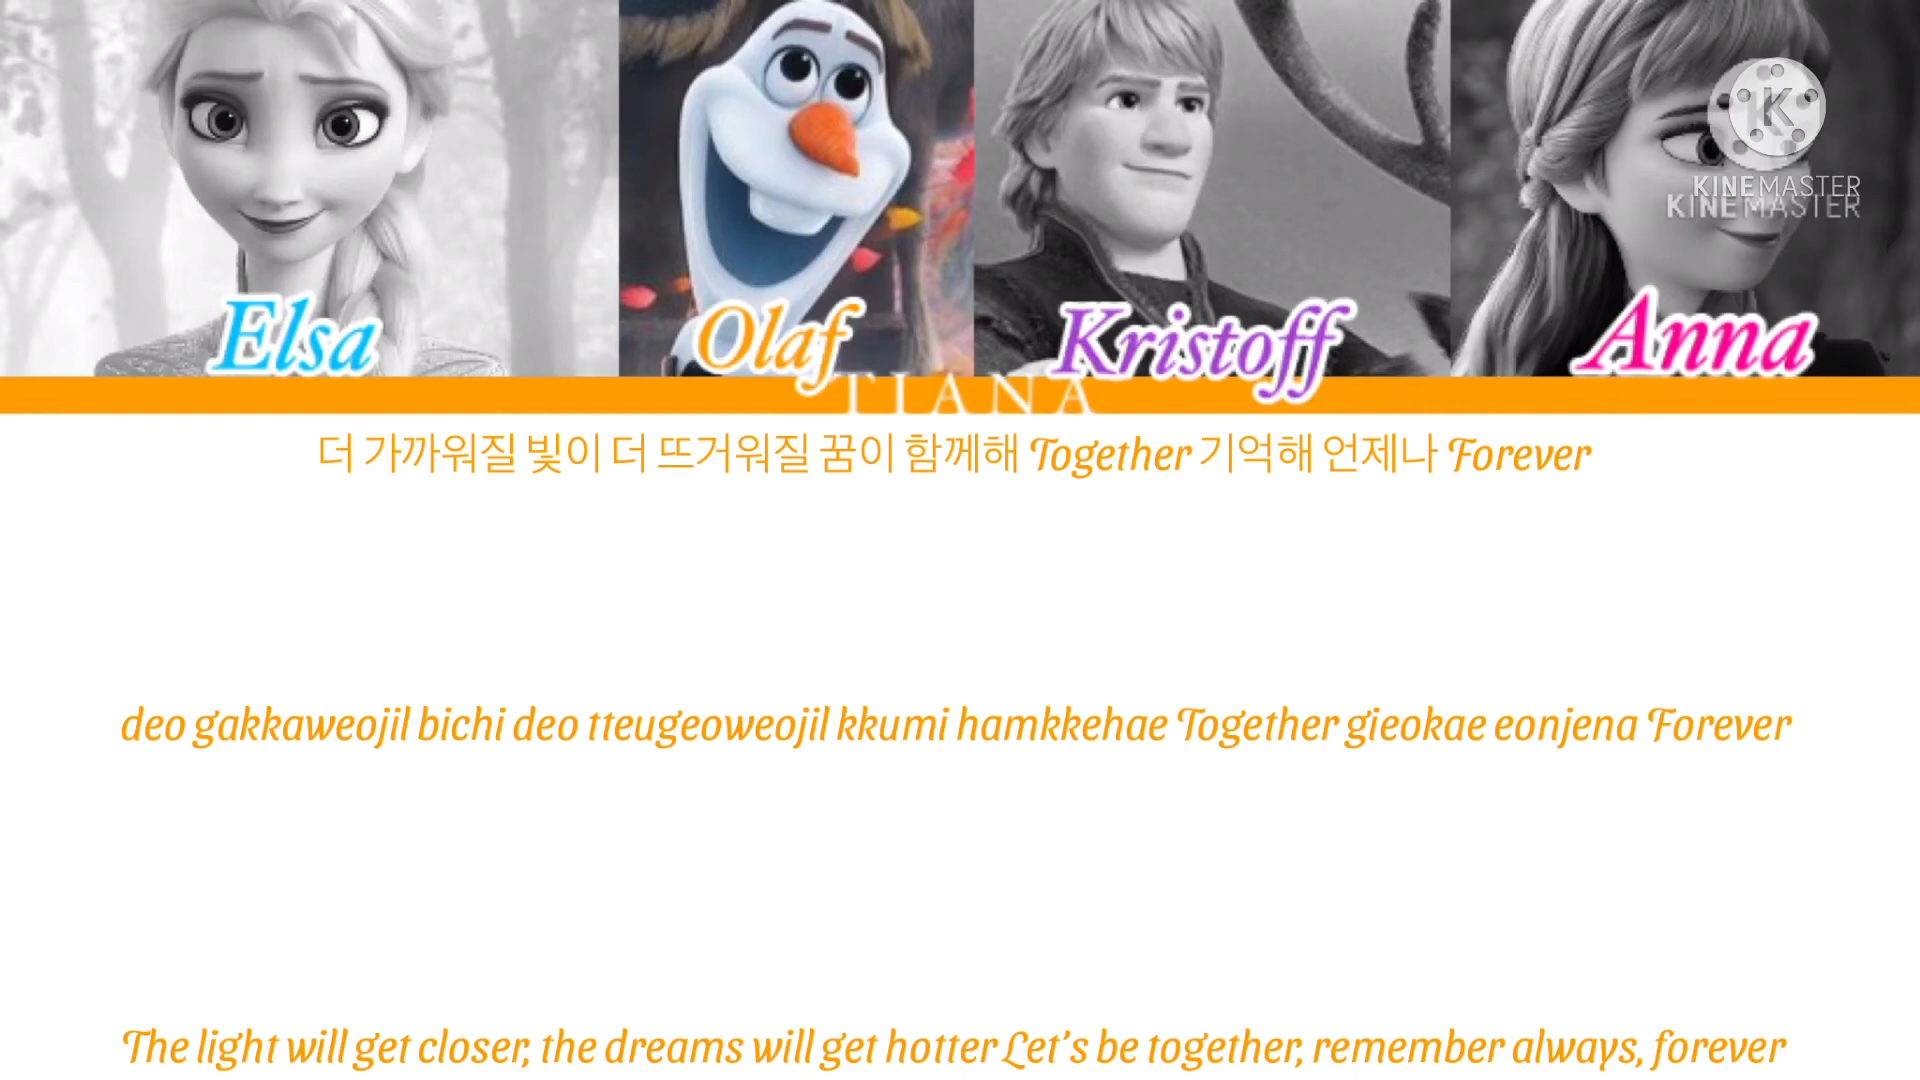 KINEMASTER
KINEMASTER
Elsa
Olaf
Kristoff
Anna
TIANA
더 가까워질 빛이 더 뜨거워질 꿈이 함께해 Together 기억해 언제나 Forever
deo gakkaweojil bichi deo tteugeoweojil kkumi hamkkehae Together gieokae eonjena Forever
The light will get closer, the dreams will get hotter Let's be together, remember always, forever